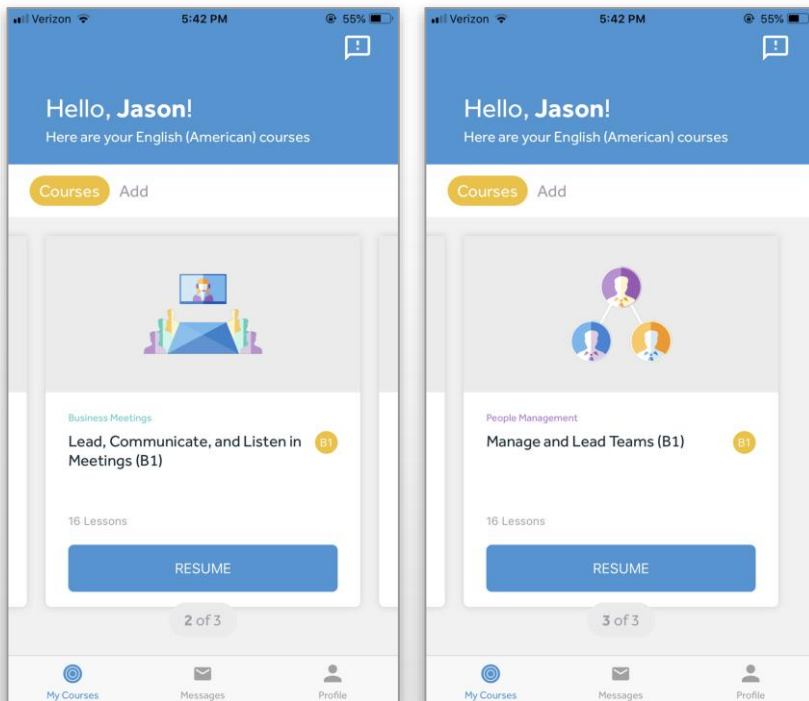 Verizon 5:42 PM 55%
Hello, Jason!
Here are your English (American) courses
Courses Add
Business Meetings
Lead, Communicate, and Listen in
Meetings (B1)
B1
16 Lessons
RESUME
2 of 3
My Courses Messages Profile
Verizon 5:42 PM 55%
Hello, Jason!
Here are your English (American) courses
Courses Add
People Management
Manage and Lead Teams (B1)
B1
16 Lessons
RESUME
3 of 3
My Courses Messages Profile